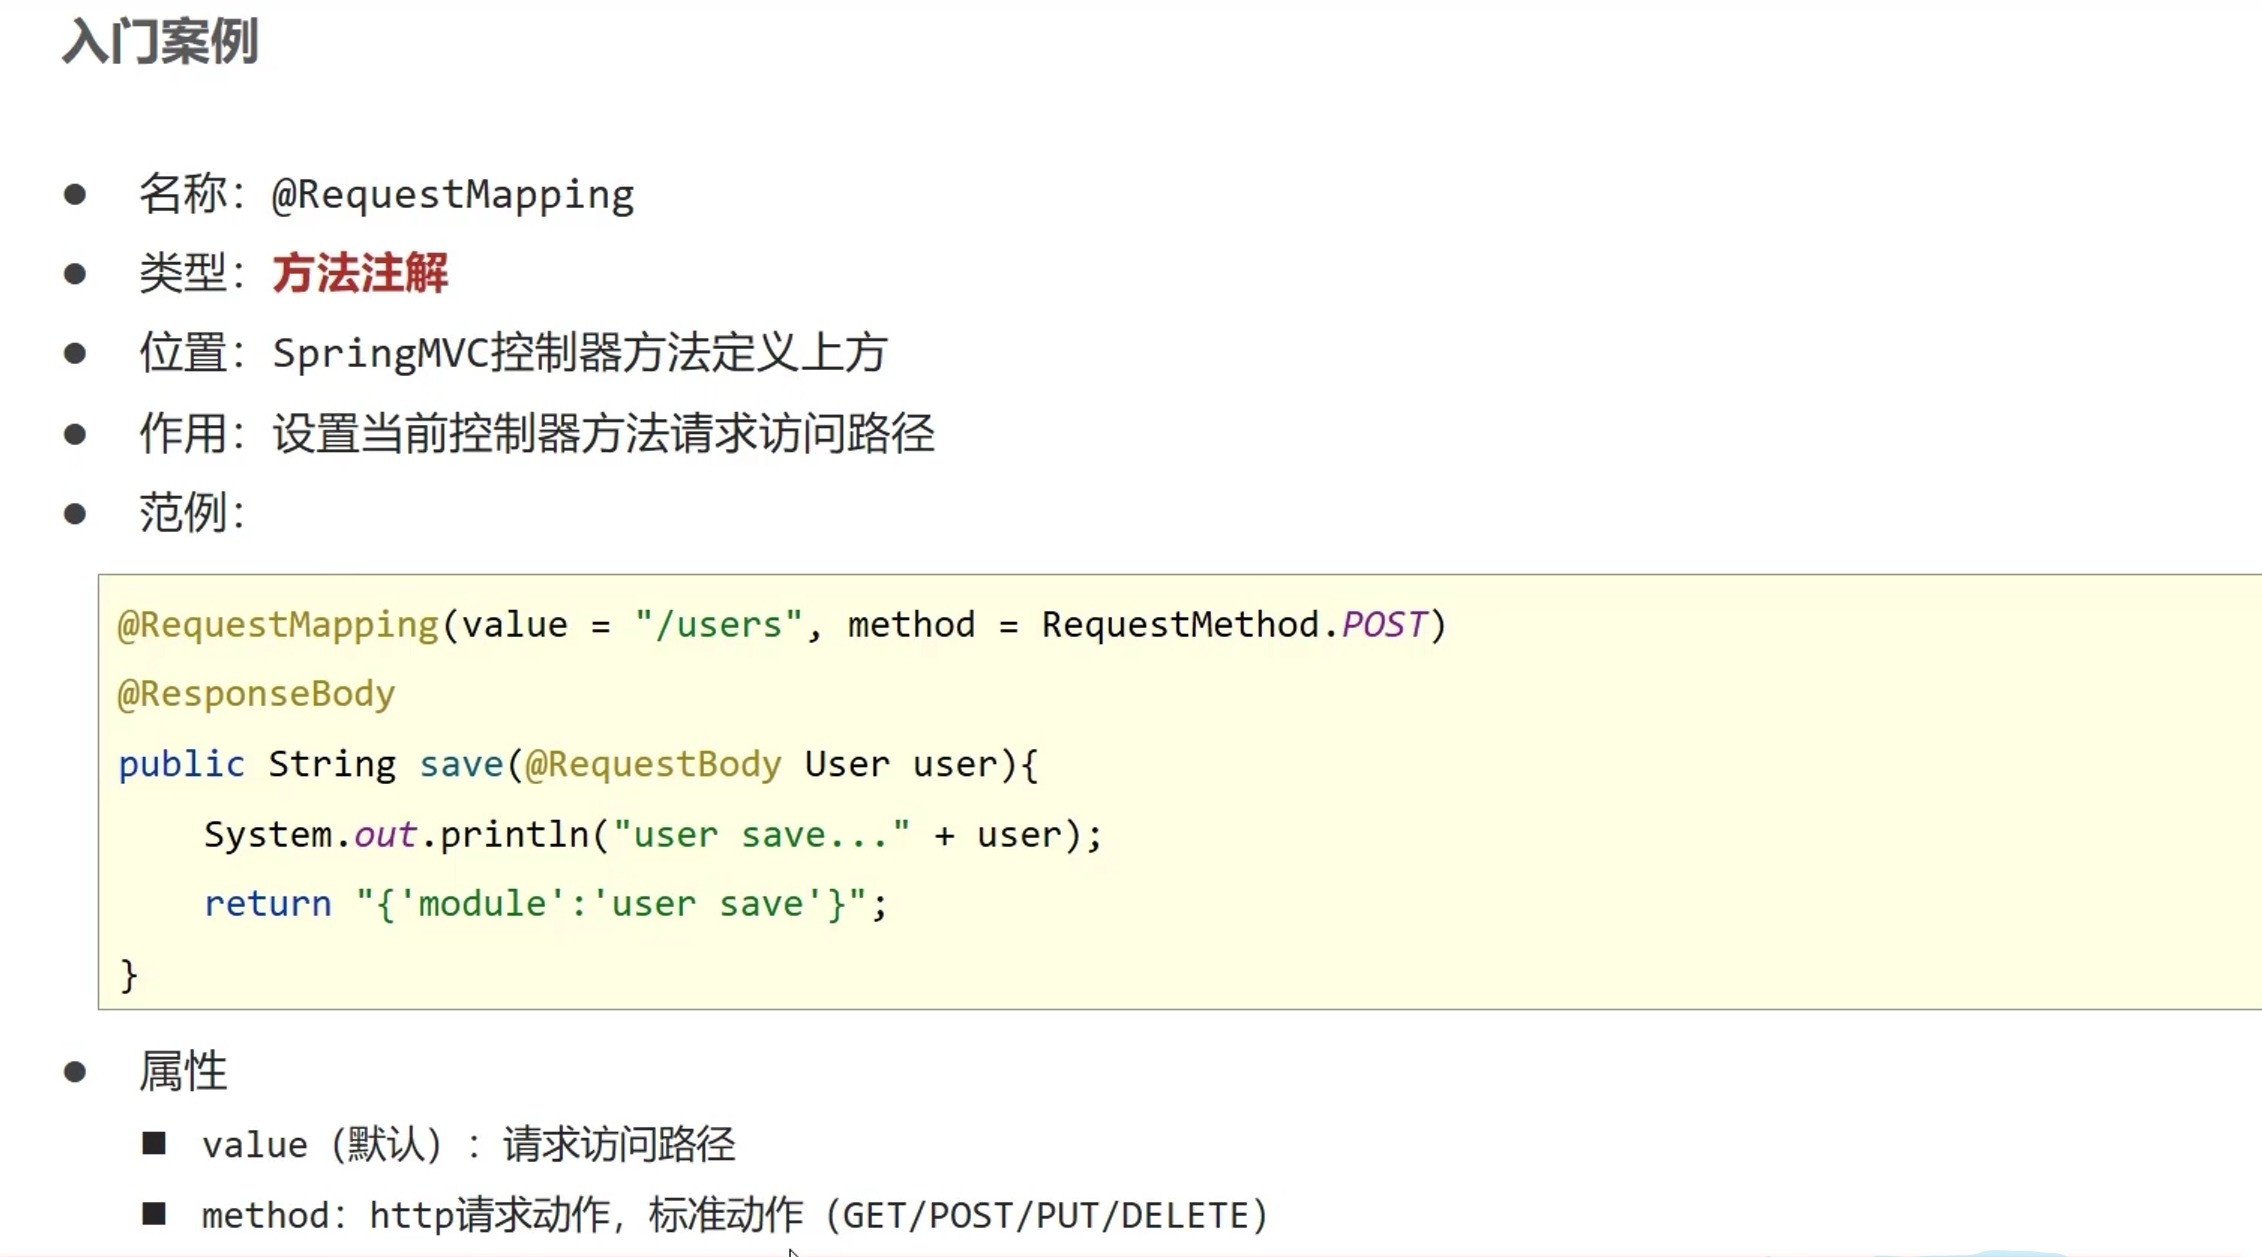 入门案例
● 名称：@RequestMapping
● 类型：方法注解
● 位置：SpringMVC控制器方法定义上方
● 作用：设置当前控制器方法请求访问路径
● 范例：
@RequestMapping(value = "/users", method = RequestMethod.POST)
@ResponseBody
public String save(@RequestBody User user){
    System.out.println("user save..." + user);
    return "{'module':'user save'}";
}
● 属性
■ value（默认）：请求访问路径
■ method：http请求动作，标准动作（GET/POST/PUT/DELETE）